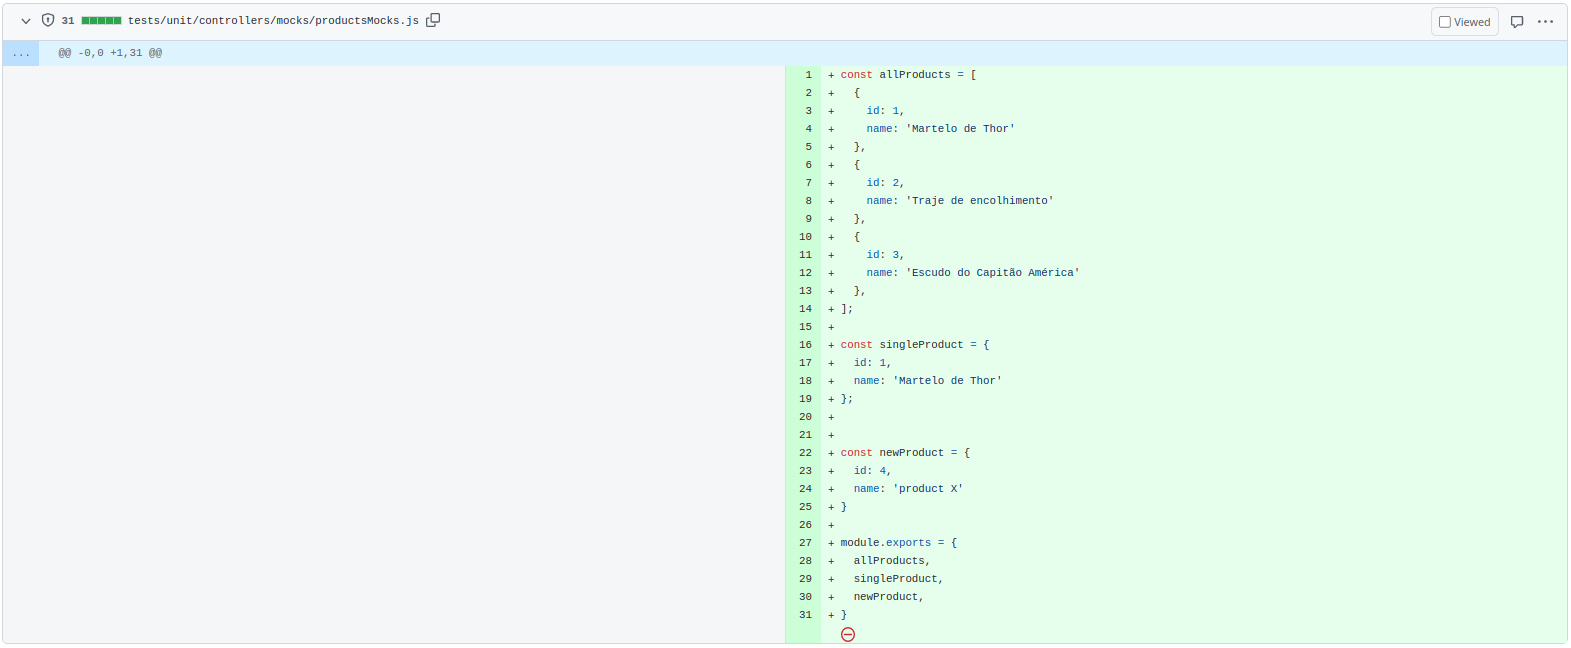 31 tests/unit/controllers/mocks/productsMocks.js Viewed
... @@ -0,0 +1,31 @@
1 + const allProducts = [
2 +   {
3 +     id: 1,
4 +     name: 'Martelo de Thor'
5 +   },
6 +   {
7 +     id: 2,
8 +     name: 'Traje de encolhimento'
9 +   },
10 +   {
11 +     id: 3,
12 +     name: 'Escudo do Capitão América'
13 +   },
14 + ];
15 +
16 + const singleProduct = {
17 +   id: 1,
18 +   name: 'Martelo de Thor'
19 + };
20 +
21 +
22 + const newProduct = {
23 +   id: 4,
24 +   name: 'product X'
25 + }
26 +
27 + module.exports = {
28 +   allProducts,
29 +   singleProduct,
30 +   newProduct,
31 + }